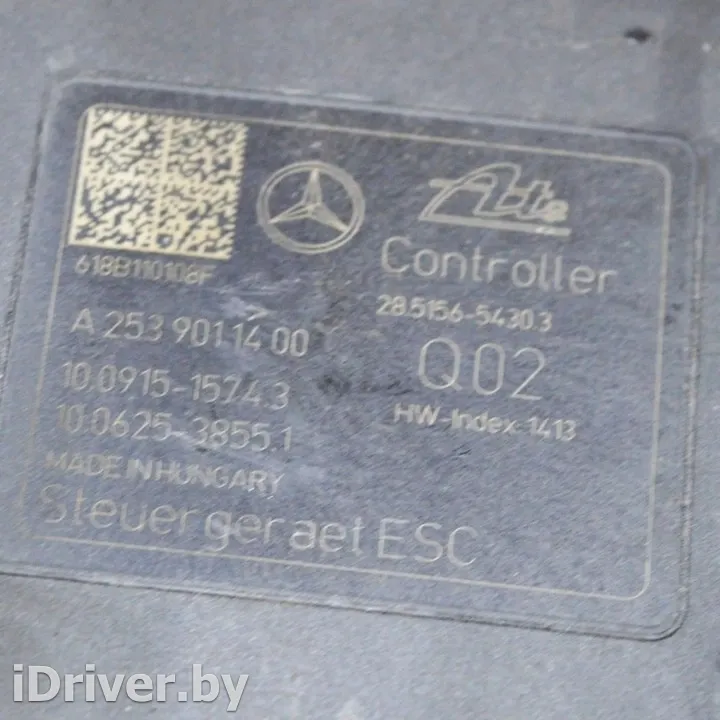 Ate
618B110108F
Controller
28.5156-5430.3
A 253 901 14 00
Q02
10.0915-1574.3
HW-Index:1413
10.0625-3855.1
MADE IN HUNGARY
Steuergeraet ESC
iDriver.by